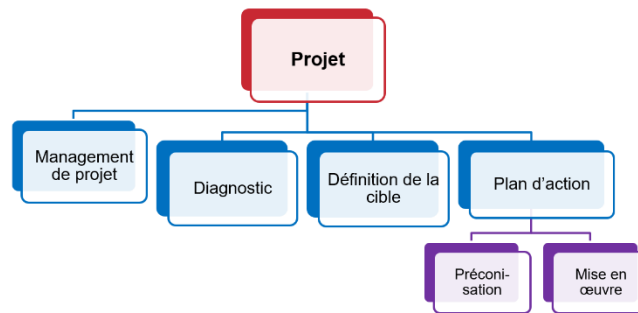 Projet
Management
de projet
Diagnostic
Définition de la
cible
Plan d’action
Préconi-
sation
Mise en
œuvre